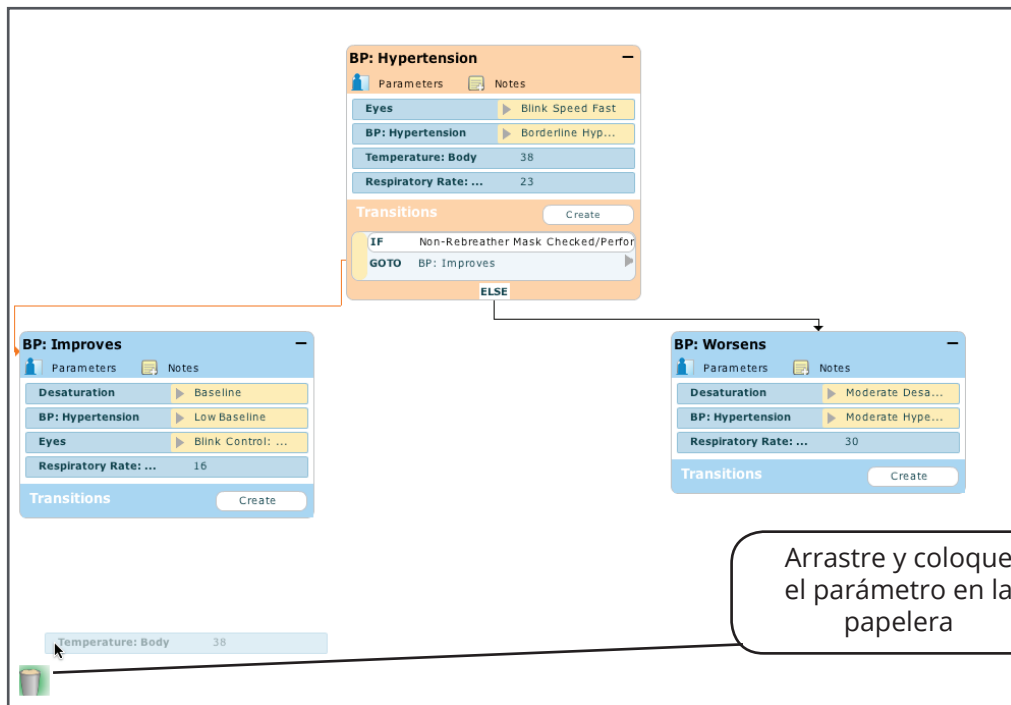 BP: Hypertension
Parameters Notes
Eyes Blink Speed Fast
BP: Hypertension Borderline Hyp...
Temperature: Body 38
Respiratory Rate: ... 23
Transitions Create
IF Non-Rebreather Mask Checked/Perfor
GOTO BP: Improves
ELSE
BP: Improves
Parameters Notes
Desaturation Baseline
BP: Hypertension Low Baseline
Eyes Blink Control: ...
Respiratory Rate: ... 16
Transitions Create
BP: Worsens
Parameters Notes
Desaturation Moderate Desa...
BP: Hypertension Moderate Hype...
Respiratory Rate: ... 30
Transitions Create
Arrastre y coloque
el parámetro en la
papelera
Temperature: Body 38